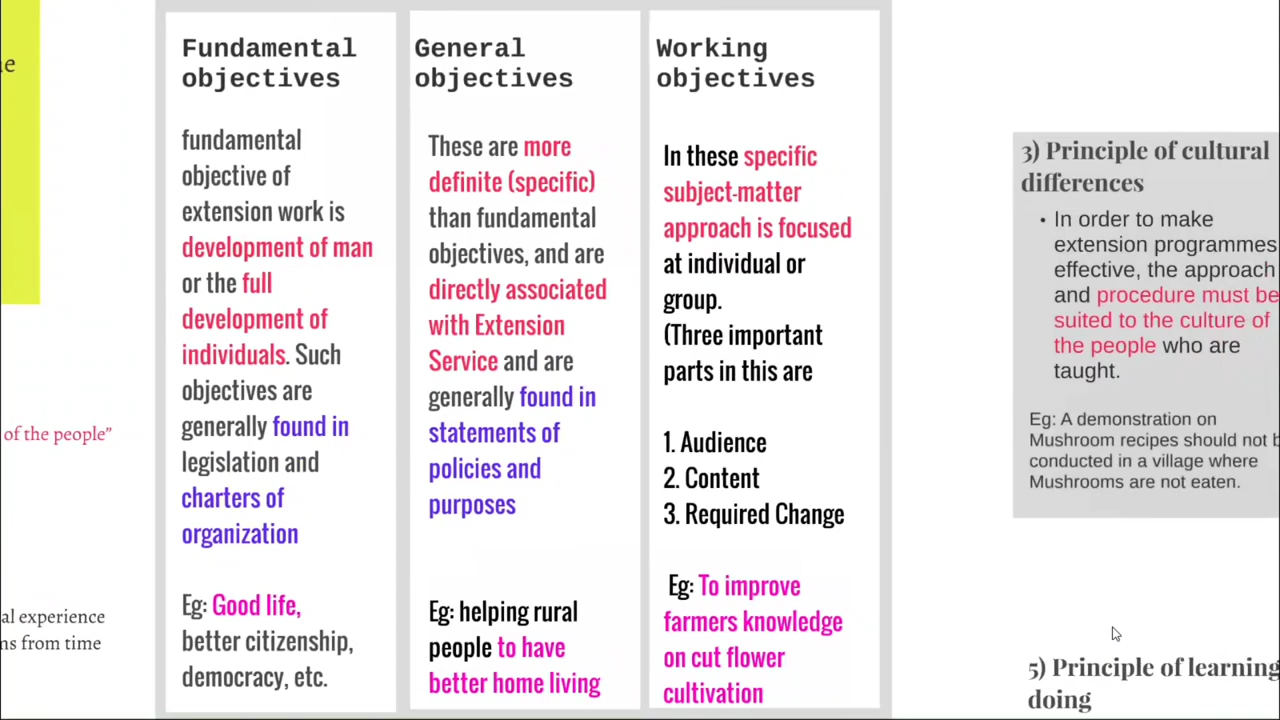 of the people”
al experience
ns from time
Fundamental
objectives
fundamental
objective of
extension work is
development of man
or the full
development of
individuals. Such
objectives are
generally found in
legislation and
charters of
organization
Eg: Good life,
better citizenship,
democracy, etc.
General
objectives
These are more
definite (specific)
than fundamental
objectives, and are
directly associated
with Extension
Service and are
generally found in
statements of
policies and
purposes
Eg: helping rural
people to have
better home living
Working
objectives
In these specific
subject-matter
approach is focused
at individual or
group.
(Three important
parts in this are
1. Audience
2. Content
3. Required Change
Eg: To improve
farmers knowledge
on cut flower
cultivation
3) Principle of cultural
differences
• In order to make
extension programmes
effective, the approach
and procedure must be
suited to the culture of
the people who are
taught.
Eg: A demonstration on
Mushroom recipes should not b
conducted in a village where
Mushrooms are not eaten.
5) Principle of learning
doing